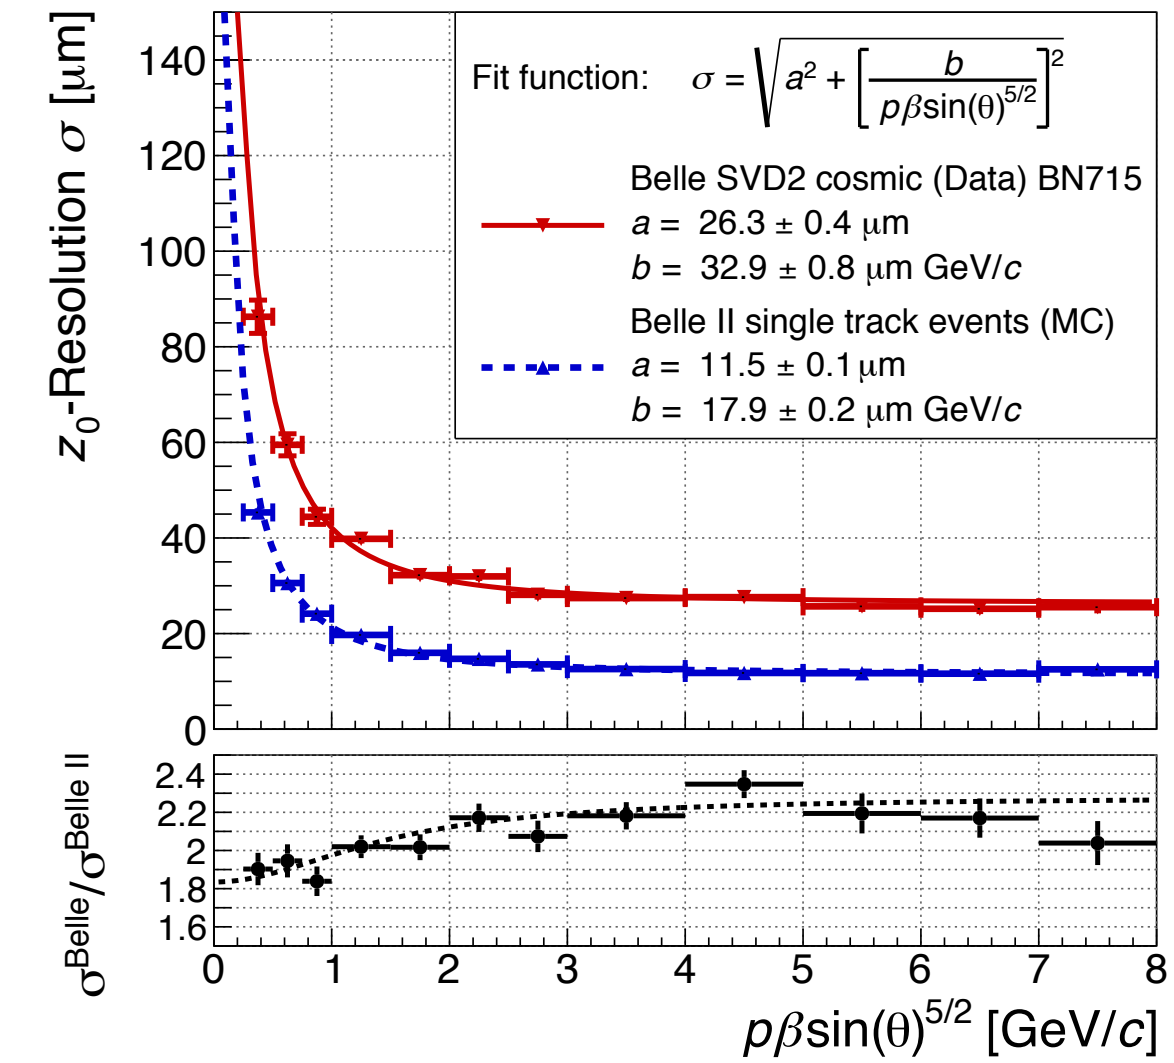 z₀-Resolution σ [μm]
140
120
100
80
60
40
20
0
Fit function: σ = √(a² + [b / pβsin(θ)^5/2]²)
Belle SVD2 cosmic (Data) BN715
a = 26.3 ± 0.4 μm
b = 32.9 ± 0.8 μm GeV/c
Belle II single track events (MC)
a = 11.5 ± 0.1 μm
b = 17.9 ± 0.2 μm GeV/c
σ^Belle/σ^Belle II
2.4
2.2
2
1.8
1.6
0 1 2 3 4 5 6 7 8
pβsin(θ)^5/2 [GeV/c]